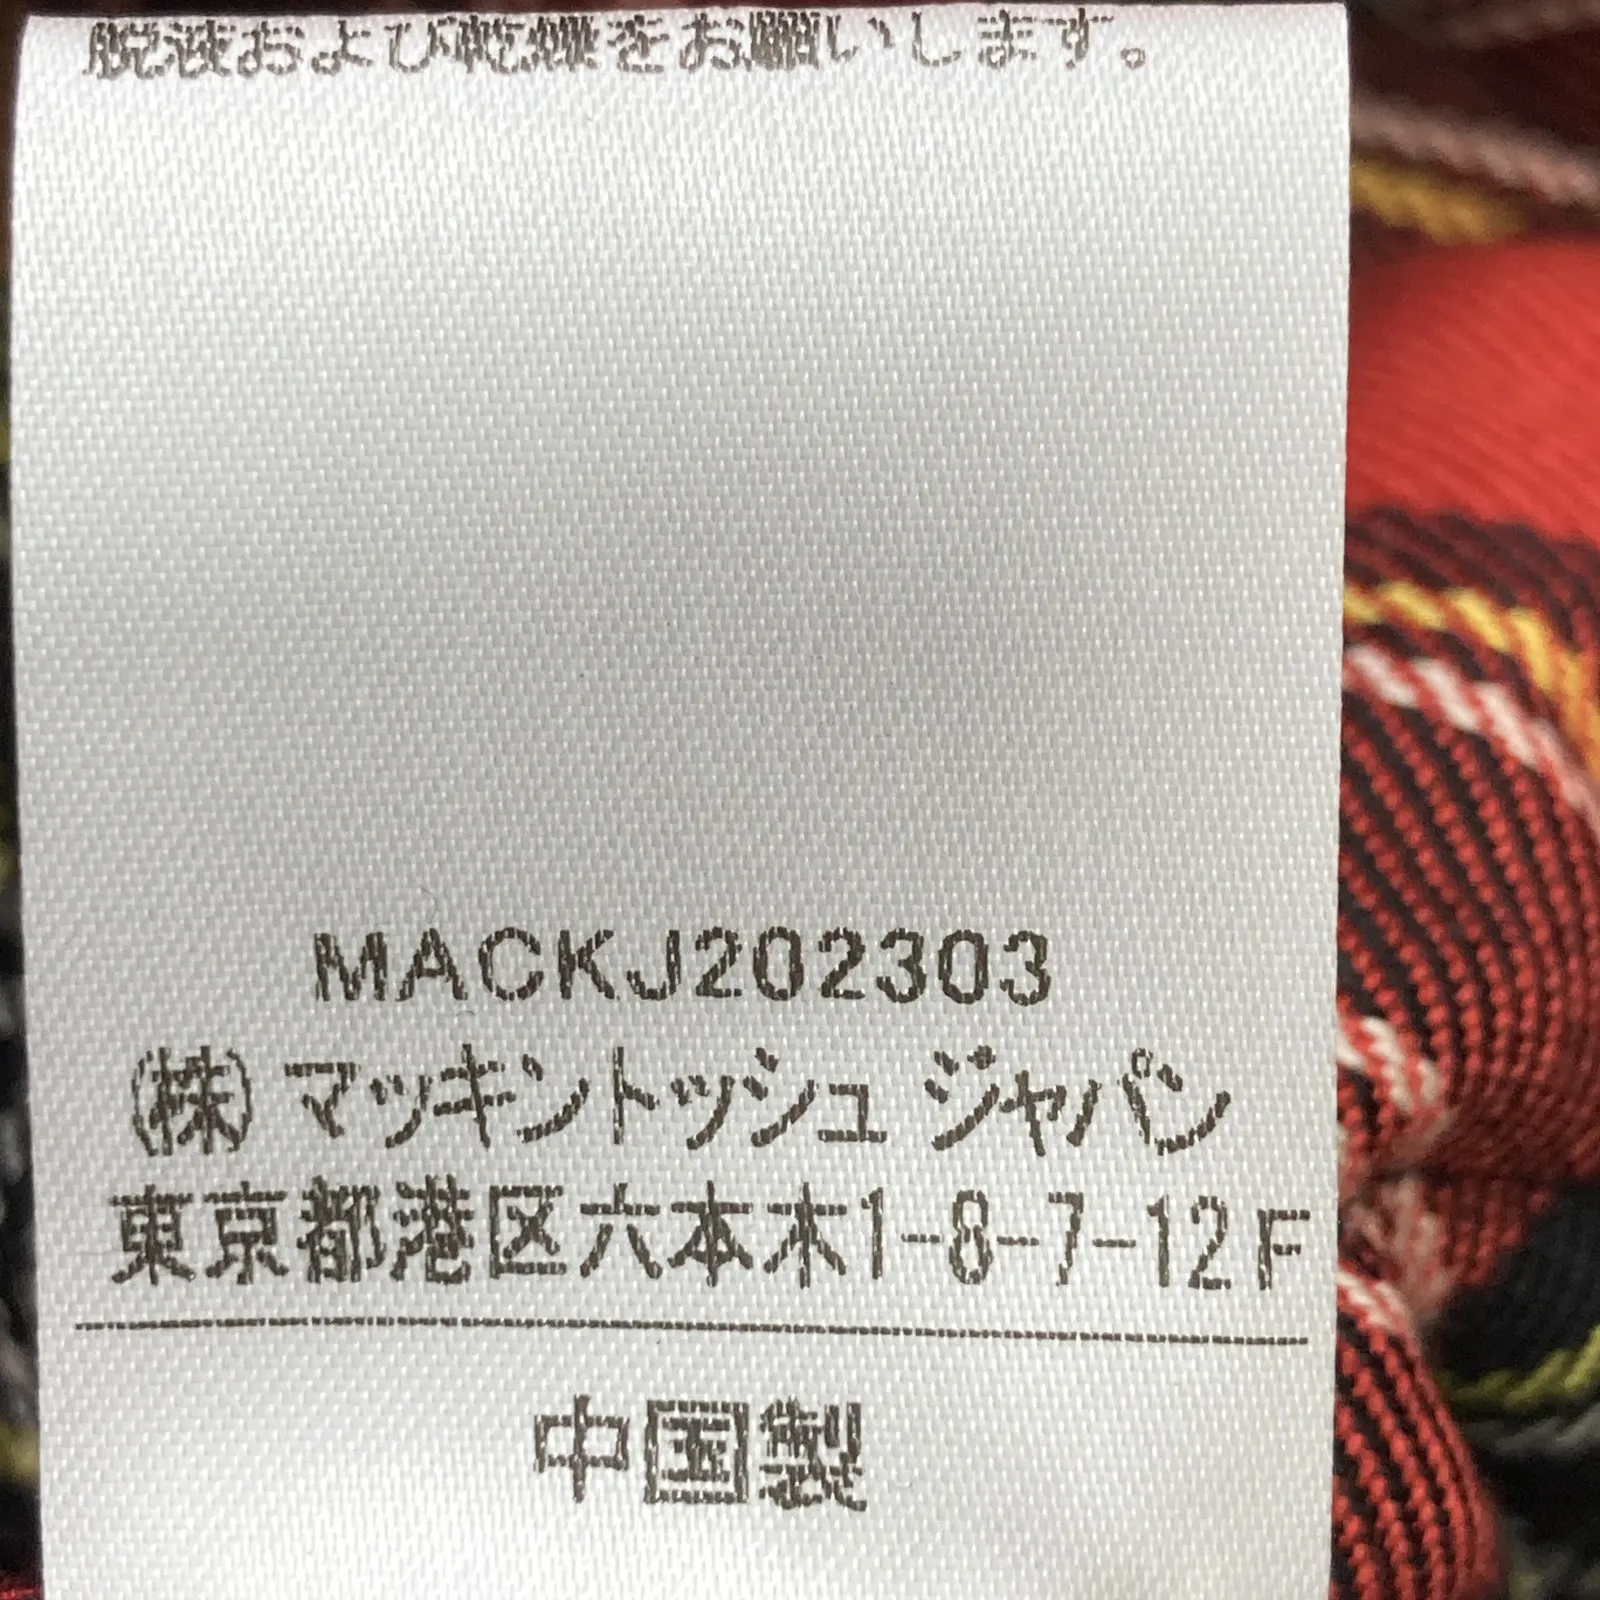 脱液および乾燥をお願いします。
MACKJ202303
㈱ マッキントッシュ ジャパン
東京都港区六本木1-8-7-12F
中国製